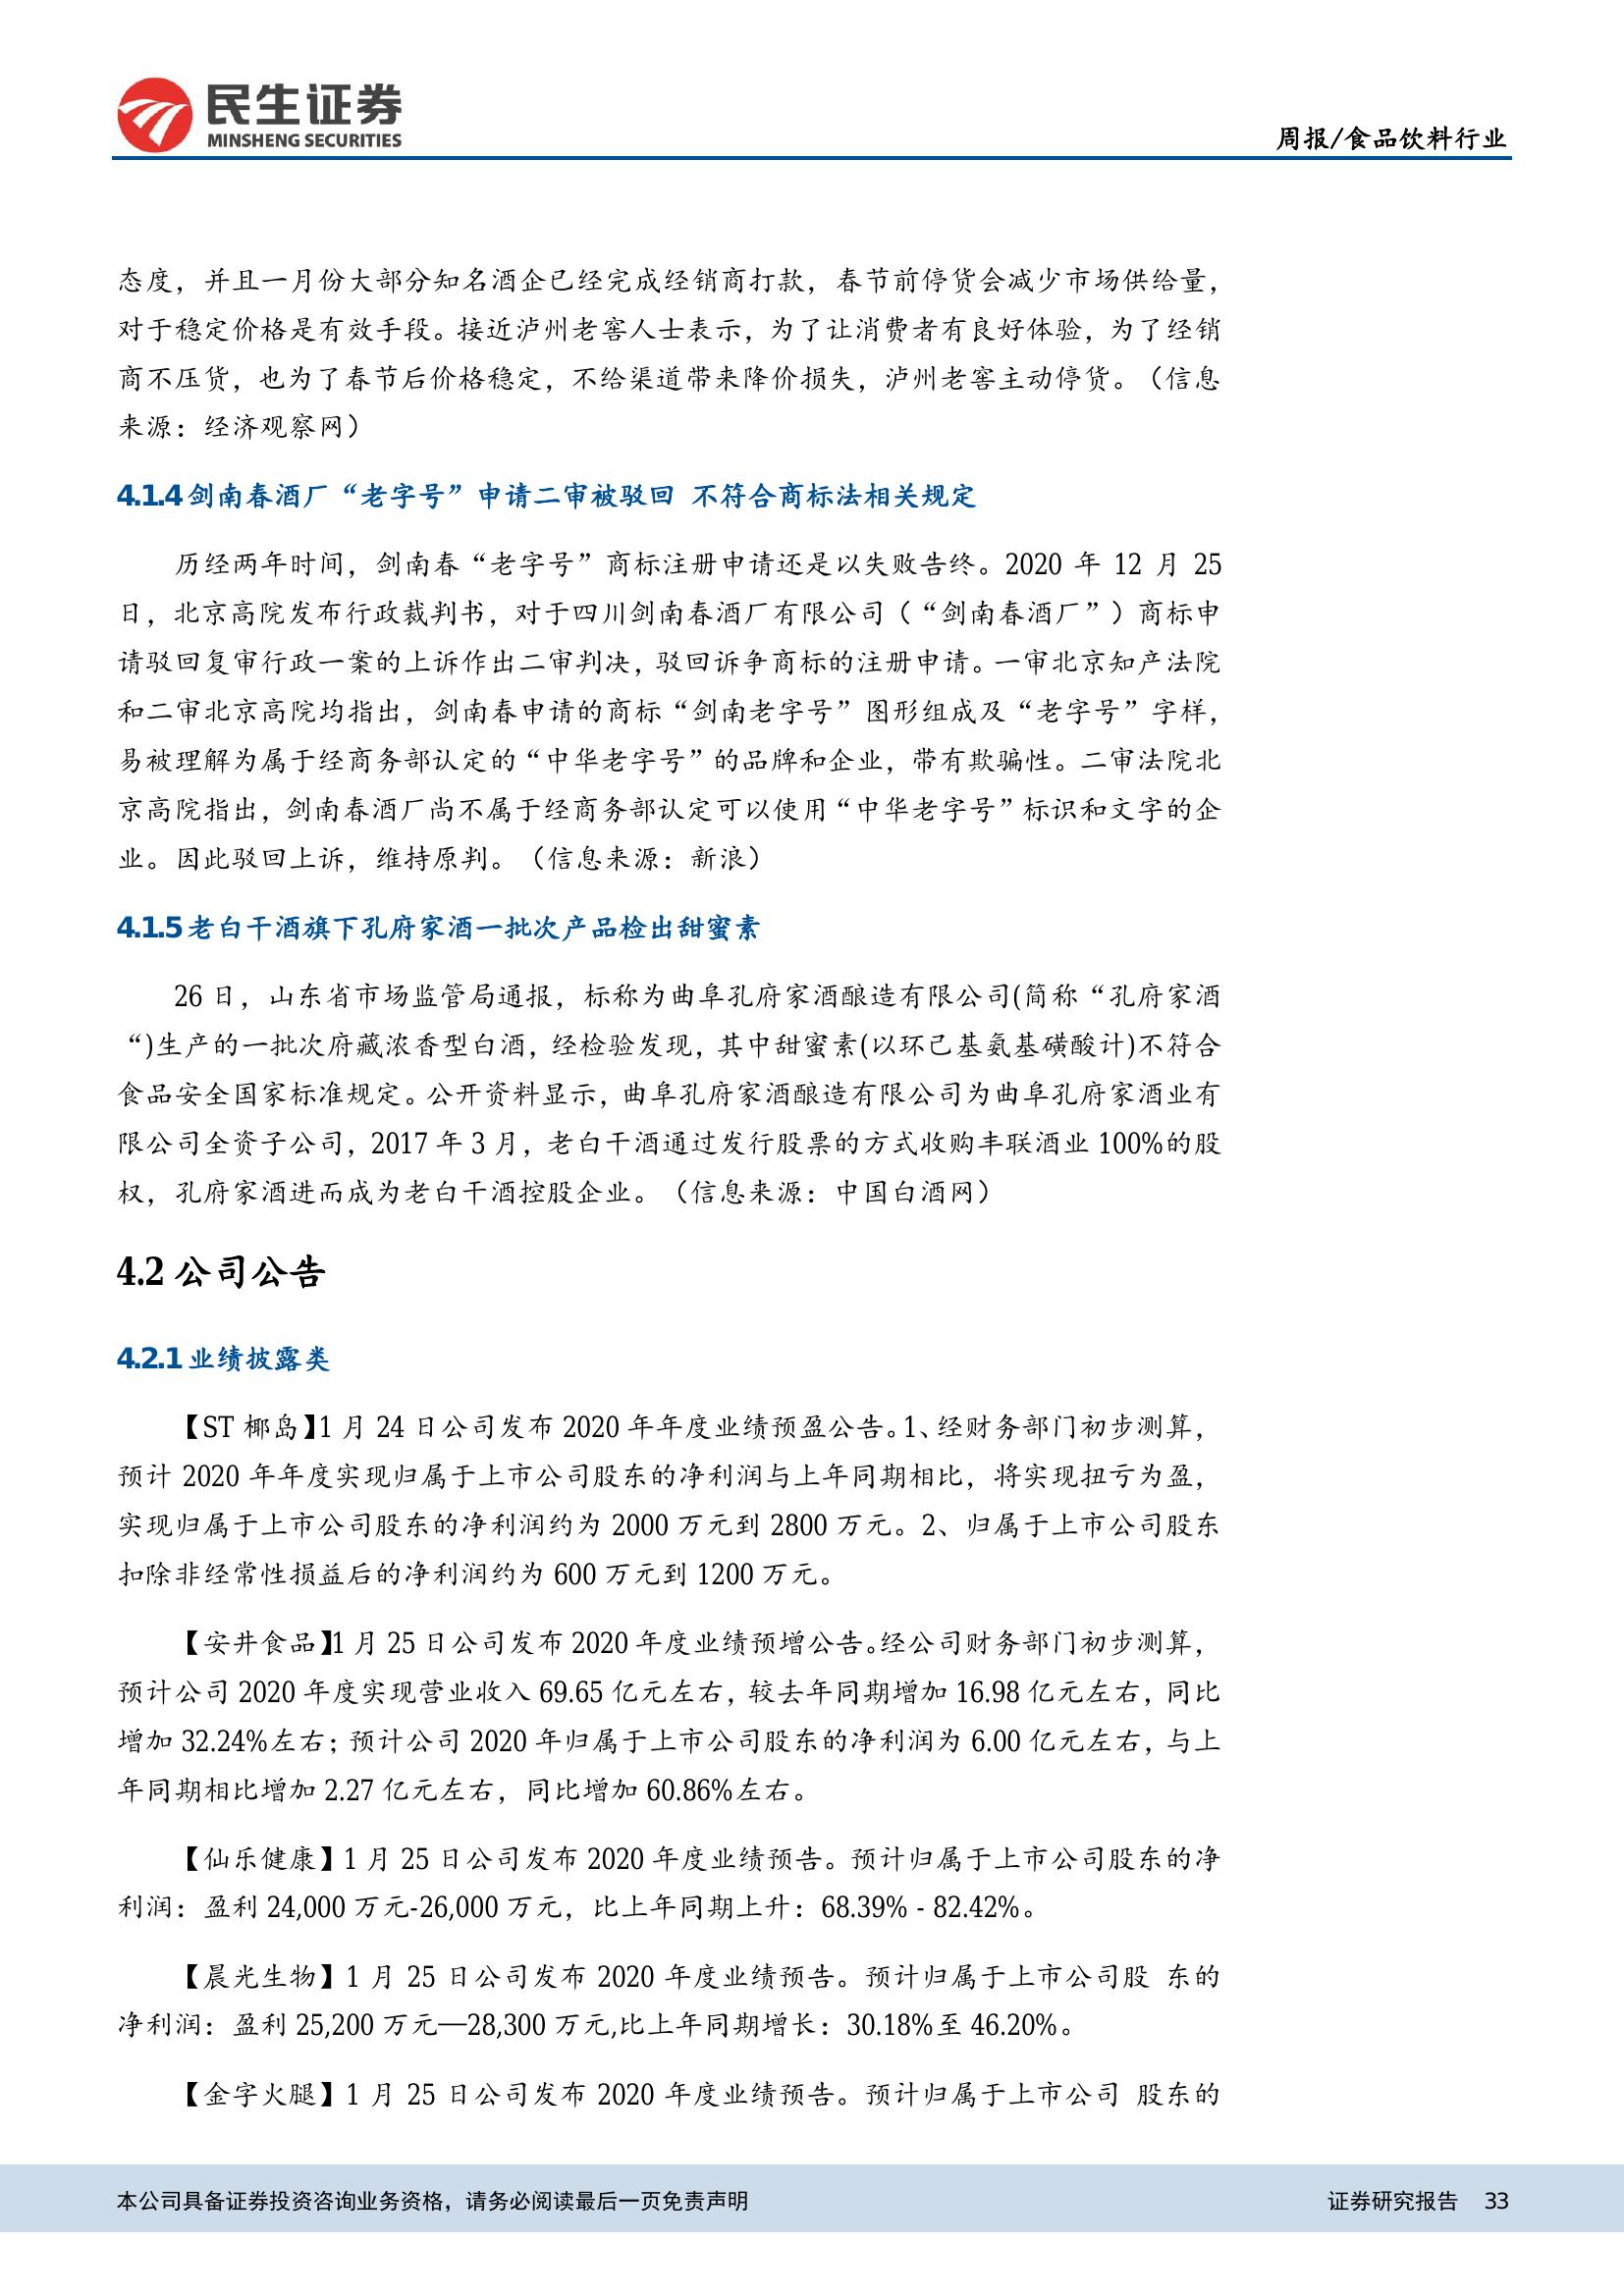 民生证券
MINSHENG SECURITIES
周报/食品饮料行业
态度，并且一月份大部分知名酒企已经完成经销商打款，春节前停货会减少市场供给量，
对于稳定价格是有效手段。接近泸州老窖人士表示，为了让消费者有良好体验，为了经销
商不压货，也为了春节后价格稳定，不给渠道带来降价损失，泸州老窖主动停货。（信息
来源：经济观察网）
4.1.4 剑南春酒厂“老字号”申请二审被驳回 不符合商标法相关规定
历经两年时间，剑南春“老字号”商标注册申请还是以失败告终。2020 年 12 月 25
日，北京高院发布行政裁判书，对于四川剑南春酒厂有限公司（“剑南春酒厂”）商标申
请驳回复审行政一案的上诉作出二审判决，驳回诉争商标的注册申请。一审北京知产法院
和二审北京高院均指出，剑南春申请的商标“剑南老字号”图形组成及“老字号”字样，
易被理解为属于经商务部认定的“中华老字号”的品牌和企业，带有欺骗性。二审法院北
京高院指出，剑南春酒厂尚不属于经商务部认定可以使用“中华老字号”标识和文字的企
业。因此驳回上诉，维持原判。（信息来源：新浪）
4.1.5 老白干酒旗下孔府家酒一批次产品检出甜蜜素
26 日，山东省市场监管局通报，标称为曲阜孔府家酒酿造有限公司(简称“孔府家酒
“)生产的一批次府藏浓香型白酒，经检验发现，其中甜蜜素(以环己基氨基磺酸计)不符合
食品安全国家标准规定。公开资料显示，曲阜孔府家酒酿造有限公司为曲阜孔府家酒业有
限公司全资子公司，2017 年 3 月，老白干酒通过发行股票的方式收购丰联酒业 100%的股
权，孔府家酒进而成为老白干酒控股企业。（信息来源：中国白酒网）
4.2 公司公告
4.2.1 业绩披露类
【ST 椰岛】1 月 24 日公司发布 2020 年年度业绩预盈公告。1、经财务部门初步测算，
预计 2020 年年度实现归属于上市公司股东的净利润与上年同期相比，将实现扭亏为盈，
实现归属于上市公司股东的净利润约为 2000 万元到 2800 万元。2、归属于上市公司股东
扣除非经常性损益后的净利润约为 600 万元到 1200 万元。
【安井食品】1 月 25 日公司发布 2020 年度业绩预增公告。经公司财务部门初步测算，
预计公司 2020 年度实现营业收入 69.65 亿元左右，较去年同期增加 16.98 亿元左右，同比
增加 32.24%左右；预计公司 2020 年归属于上市公司股东的净利润为 6.00 亿元左右，与上
年同期相比增加 2.27 亿元左右，同比增加 60.86%左右。
【仙乐健康】1 月 25 日公司发布 2020 年度业绩预告。预计归属于上市公司股东的净
利润：盈利 24,000 万元-26,000 万元，比上年同期上升：68.39% - 82.42%。
【晨光生物】1 月 25 日公司发布 2020 年度业绩预告。预计归属于上市公司股 东的
净利润：盈利 25,200 万元—28,300 万元,比上年同期增长：30.18%至 46.20%。
【金字火腿】1 月 25 日公司发布 2020 年度业绩预告。预计归属于上市公司 股东的
本公司具备证券投资咨询业务资格，请务必阅读最后一页免责声明
证券研究报告 33